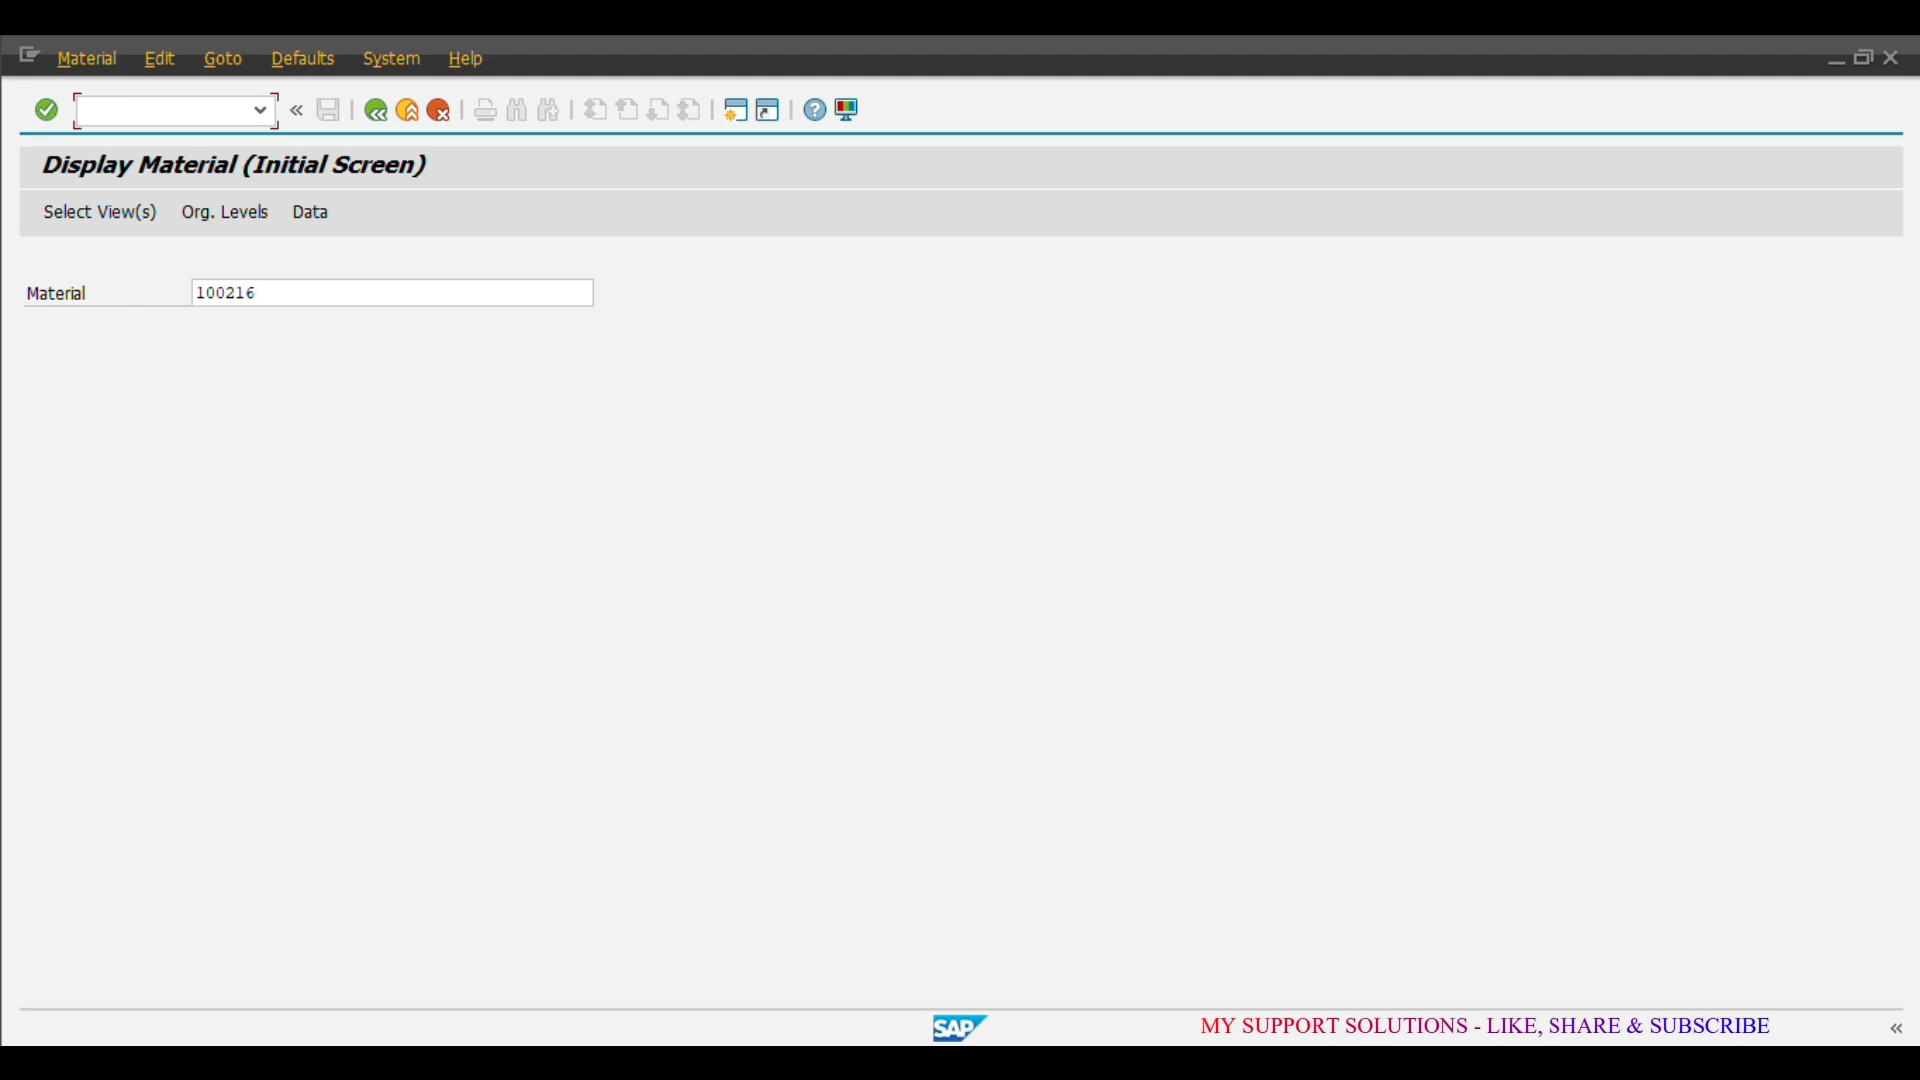 Material Edit Goto Defaults System Help
Display Material (Initial Screen)
Select View(s) Org. Levels Data
Material 100216
SAP MY SUPPORT SOLUTIONS - LIKE, SHARE & SUBSCRIBE